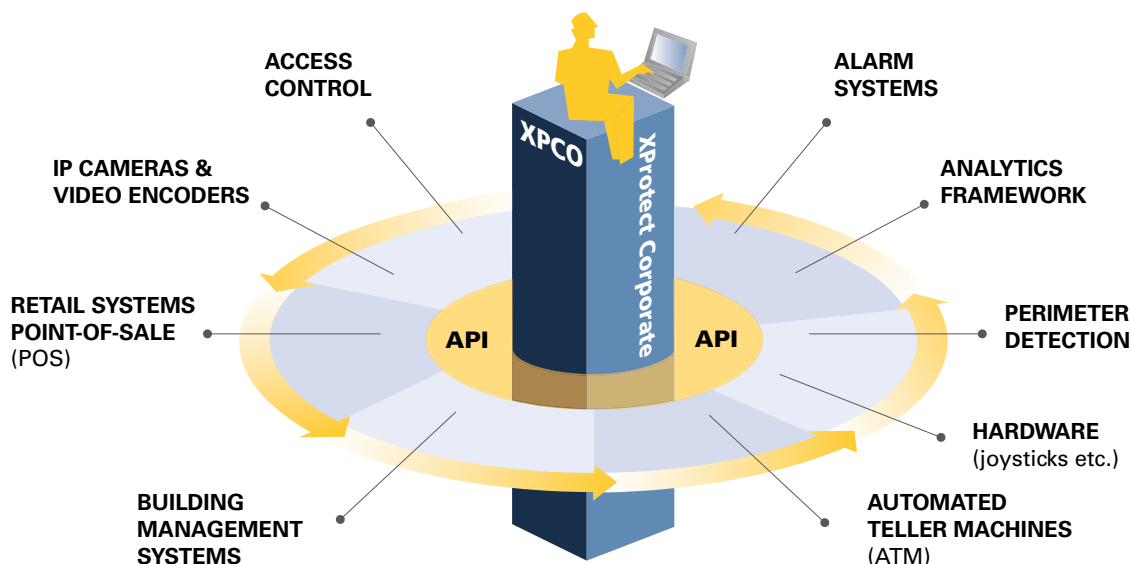 ACCESS
CONTROL
ALARM
SYSTEMS
XPCO
XProtect Corporate
IP CAMERAS &
VIDEO ENCODERS
ANALYTICS
FRAMEWORK
RETAIL SYSTEMS
POINT-OF-SALE
(POS)
API
API
PERIMETER
DETECTION
HARDWARE
(joysticks etc.)
BUILDING
MANAGEMENT
SYSTEMS
AUTOMATED
TELLER MACHINES
(ATM)